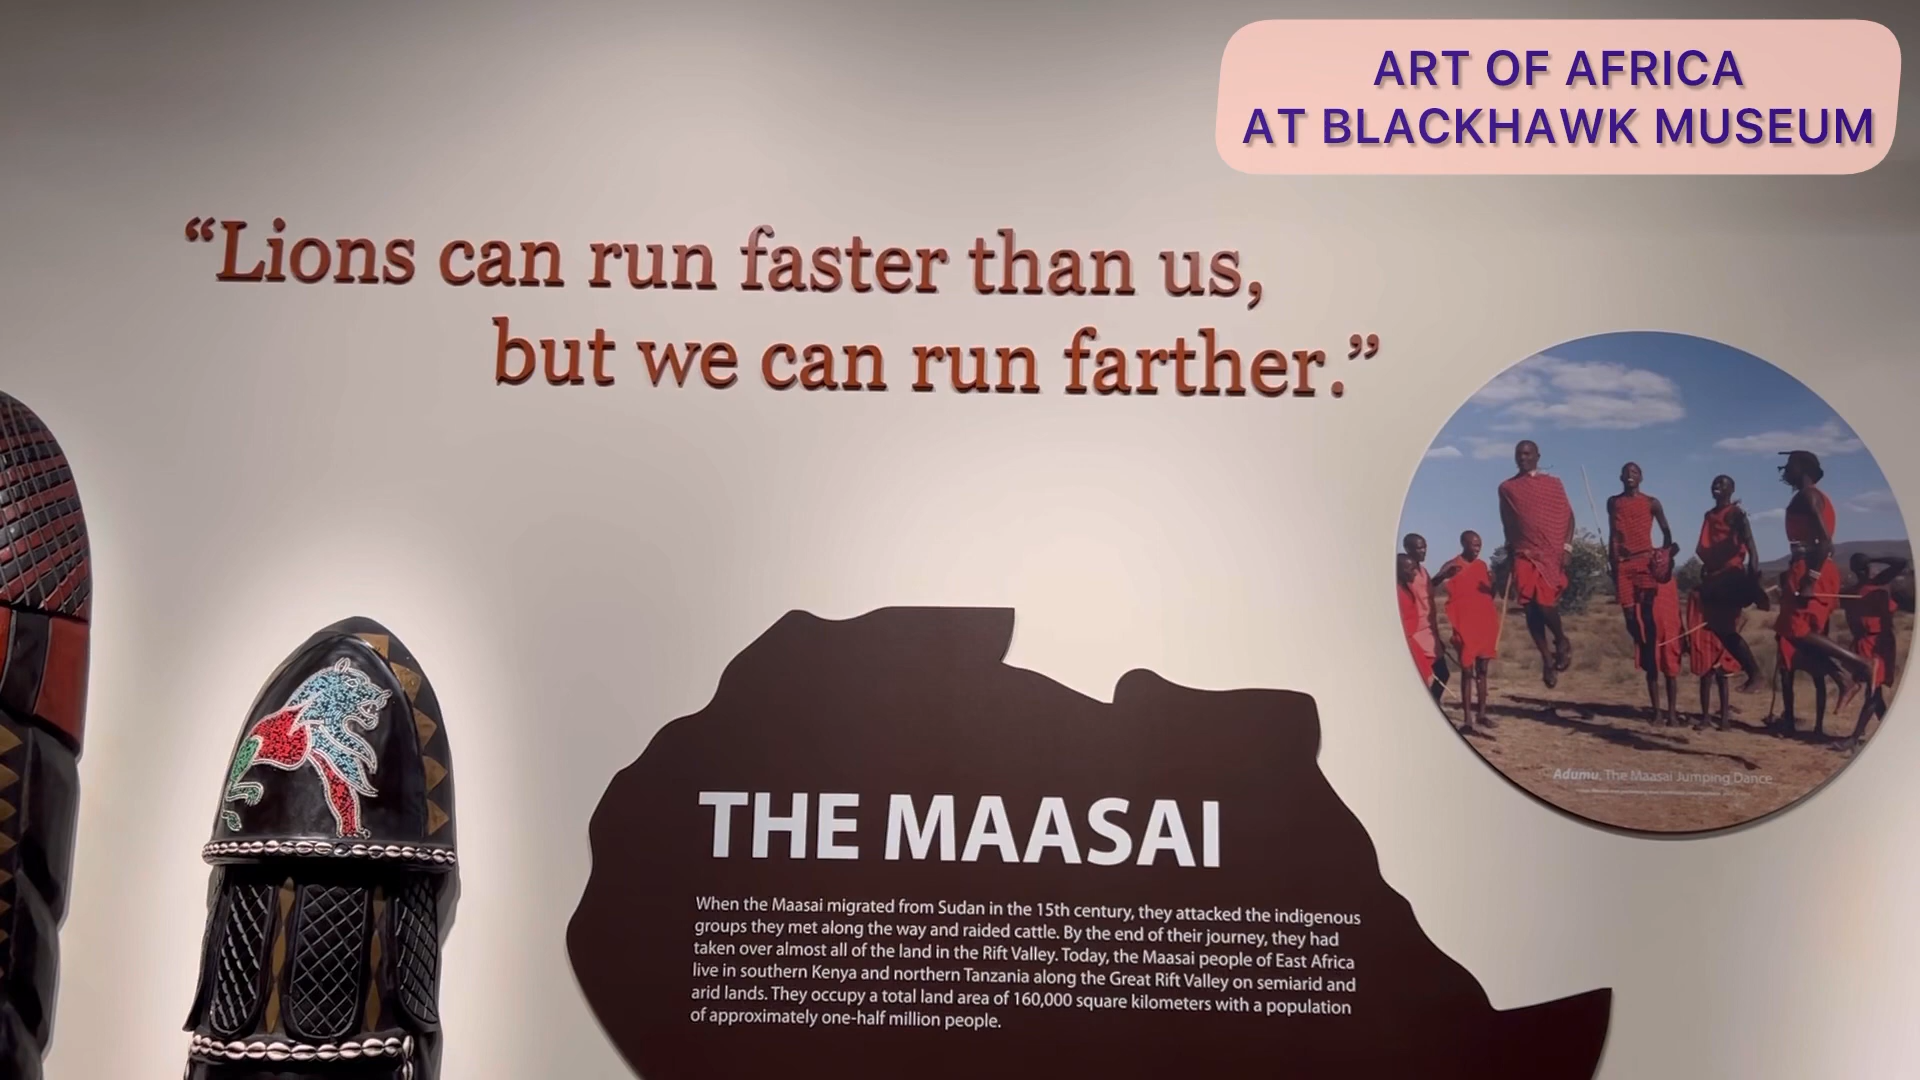 ART OF AFRICA
AT BLACKHAWK MUSEUM
“Lions can run faster than us,
but we can run farther.”
Adumu, The Maasai Jumping Dance
THE MAASAI
When the Maasai migrated from Sudan in the 15th century, they attacked the indigenous
groups they met along the way and raided cattle. By the end of their journey, they had
taken over almost all of the land in the Rift Valley. Today, the Maasai people of East Africa
live in southern Kenya and northern Tanzania along the Great Rift Valley on semiarid and
arid lands. They occupy a total land area of 160,000 square kilometers with a population
of approximately one-half million people.